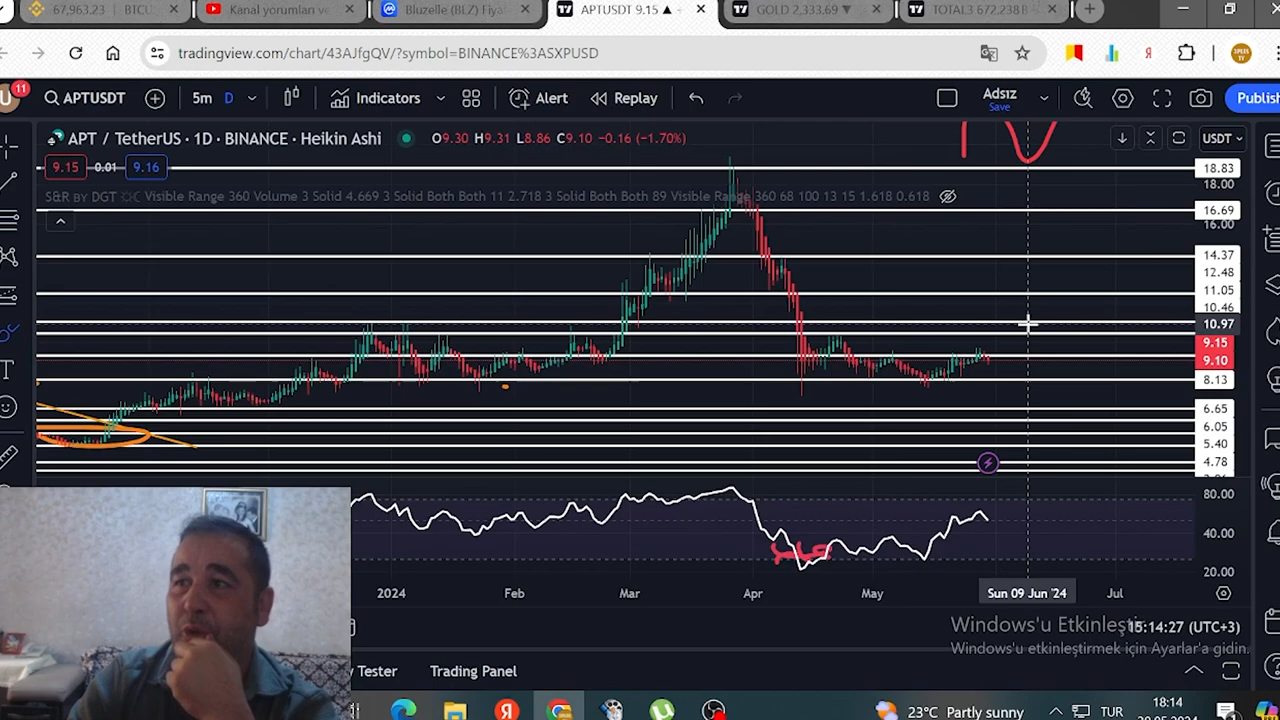 67,963.23 | BTCUS
Kanal yorumları ve
Bluzelle (BLZ) Fiya
APTUSDT 9.15 ▲
GOLD 2,333.69 ▼
TOTAL3 672.238 B
tradingview.com/chart/43AJfgQV/?symbol=BINANCE%3ASXPUSD
11
U APTUSDT 5m D Indicators Alert Replay Adsız Save Publish
APT / TetherUS · 1D · BINANCE · Heikin Ashi O9.30 H9.31 L8.86 C9.10 -0.16 (-1.70%) USDT
9.15 0.01 9.16
S&R BY DGT Visible Range 360 Volume 3 Solid 4.669 3 Solid Both Both 11 2.718 3 Solid Both Both 89 Visible Range 360 68 100 13 15 1.618 0.618
18.83
18.00
16.69
16.00
14.37
12.48
11.05
10.46
10.97
9.15
9.10
8.13
6.65
6.05
5.40
4.78
80.00
40.00
20.00
2024 Feb Mar Apr May Sun 09 Jun '24 Jul
Windows'u Etkinleştir
15:14:27 (UTC+3)
Windows'u etkinleştirmek için Ayarlar'a gidin.
Tester Trading Panel
23°C Partly sunny TUR 18:14